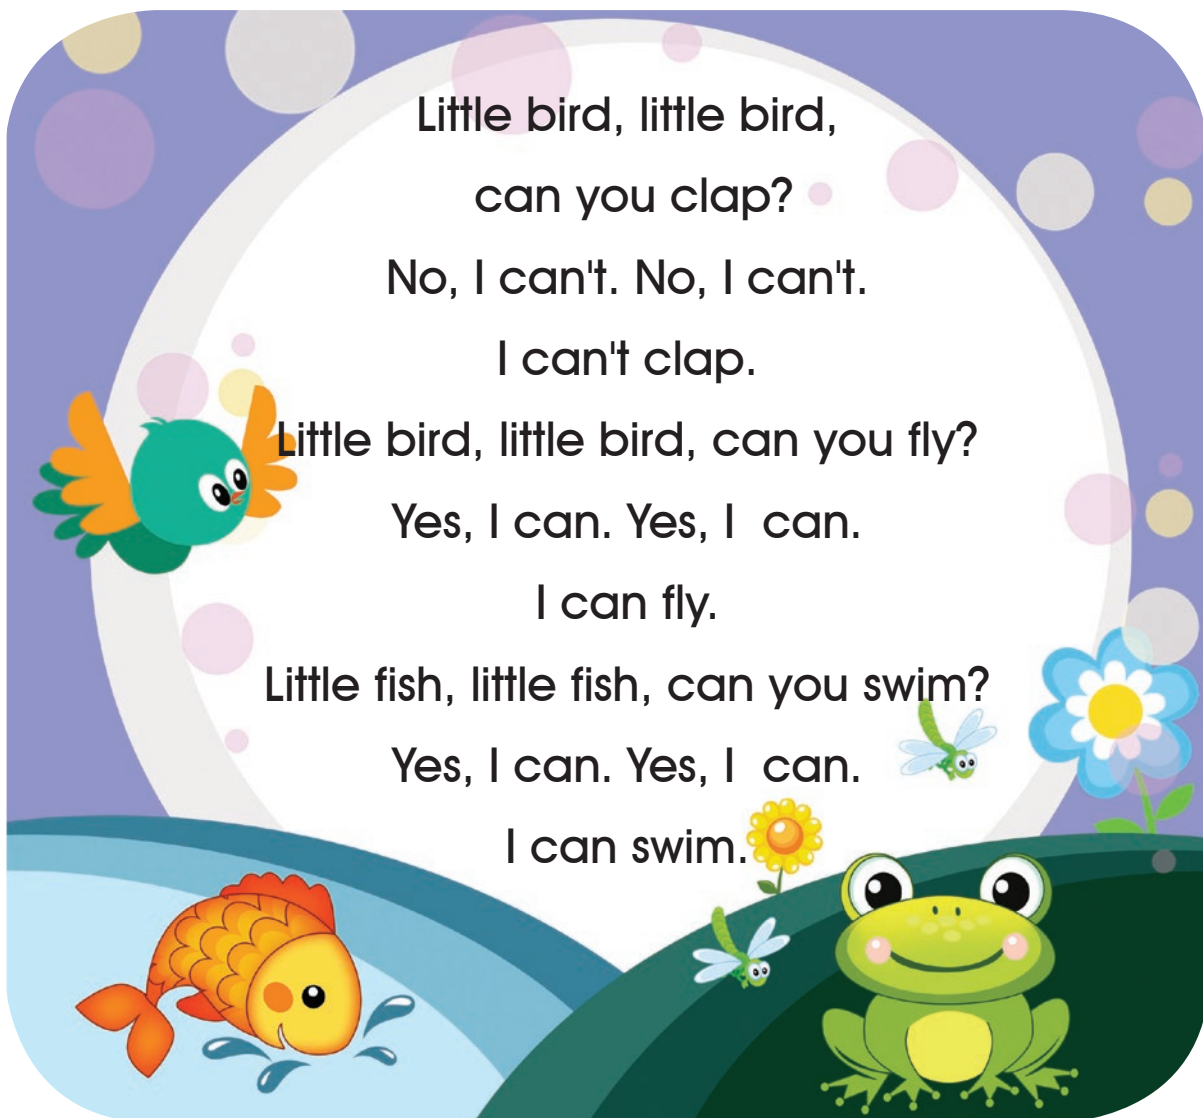 Little bird, little bird,
can you clap?
No, I can't. No, I can't.
I can't clap.
Little bird, little bird, can you fly?
Yes, I can. Yes, I can.
I can fly.
Little fish, little fish, can you swim?
Yes, I can. Yes, I can.
I can swim.